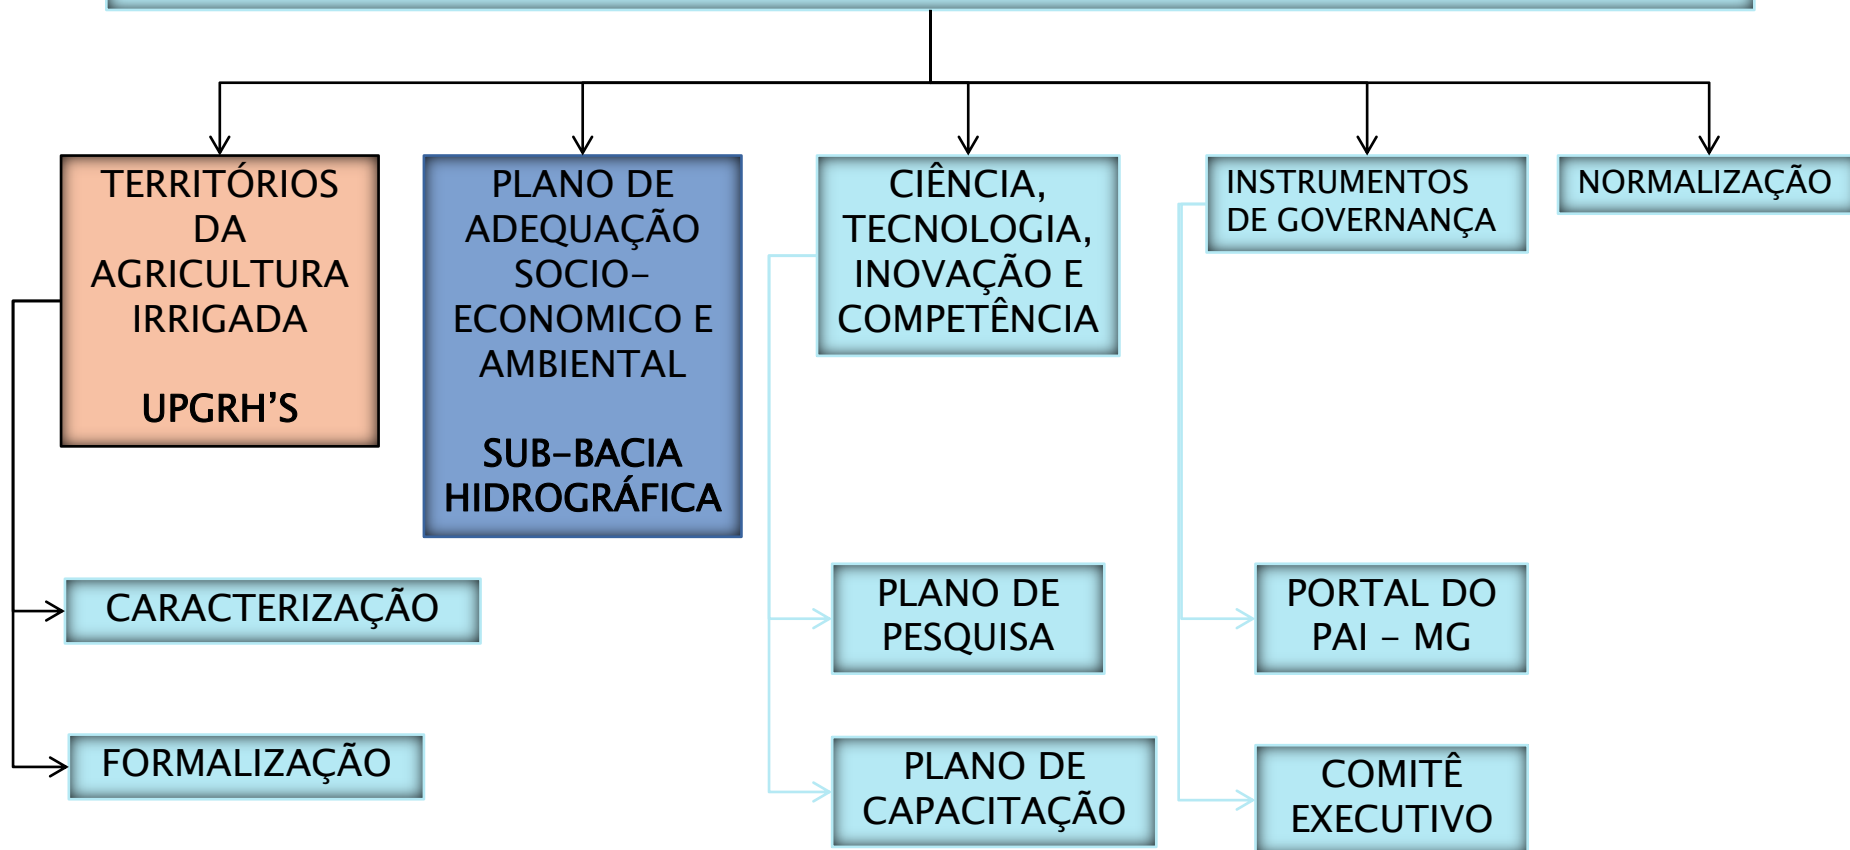 TERRITÓRIOS
DA
AGRICULTURA
IRRIGADA
UPGRH’S
PLANO DE
ADEQUAÇÃO
SOCIO-
ECONOMICO E
AMBIENTAL
SUB-BACIA
HIDROGRÁFICA
CIÊNCIA,
TECNOLOGIA,
INOVAÇÃO E
COMPETÊNCIA
INSTRUMENTOS
DE GOVERNANÇA
NORMALIZAÇÃO
CARACTERIZAÇÃO
PLANO DE
PESQUISA
PORTAL DO
PAI - MG
FORMALIZAÇÃO
PLANO DE
CAPACITAÇÃO
COMITÊ
EXECUTIVO